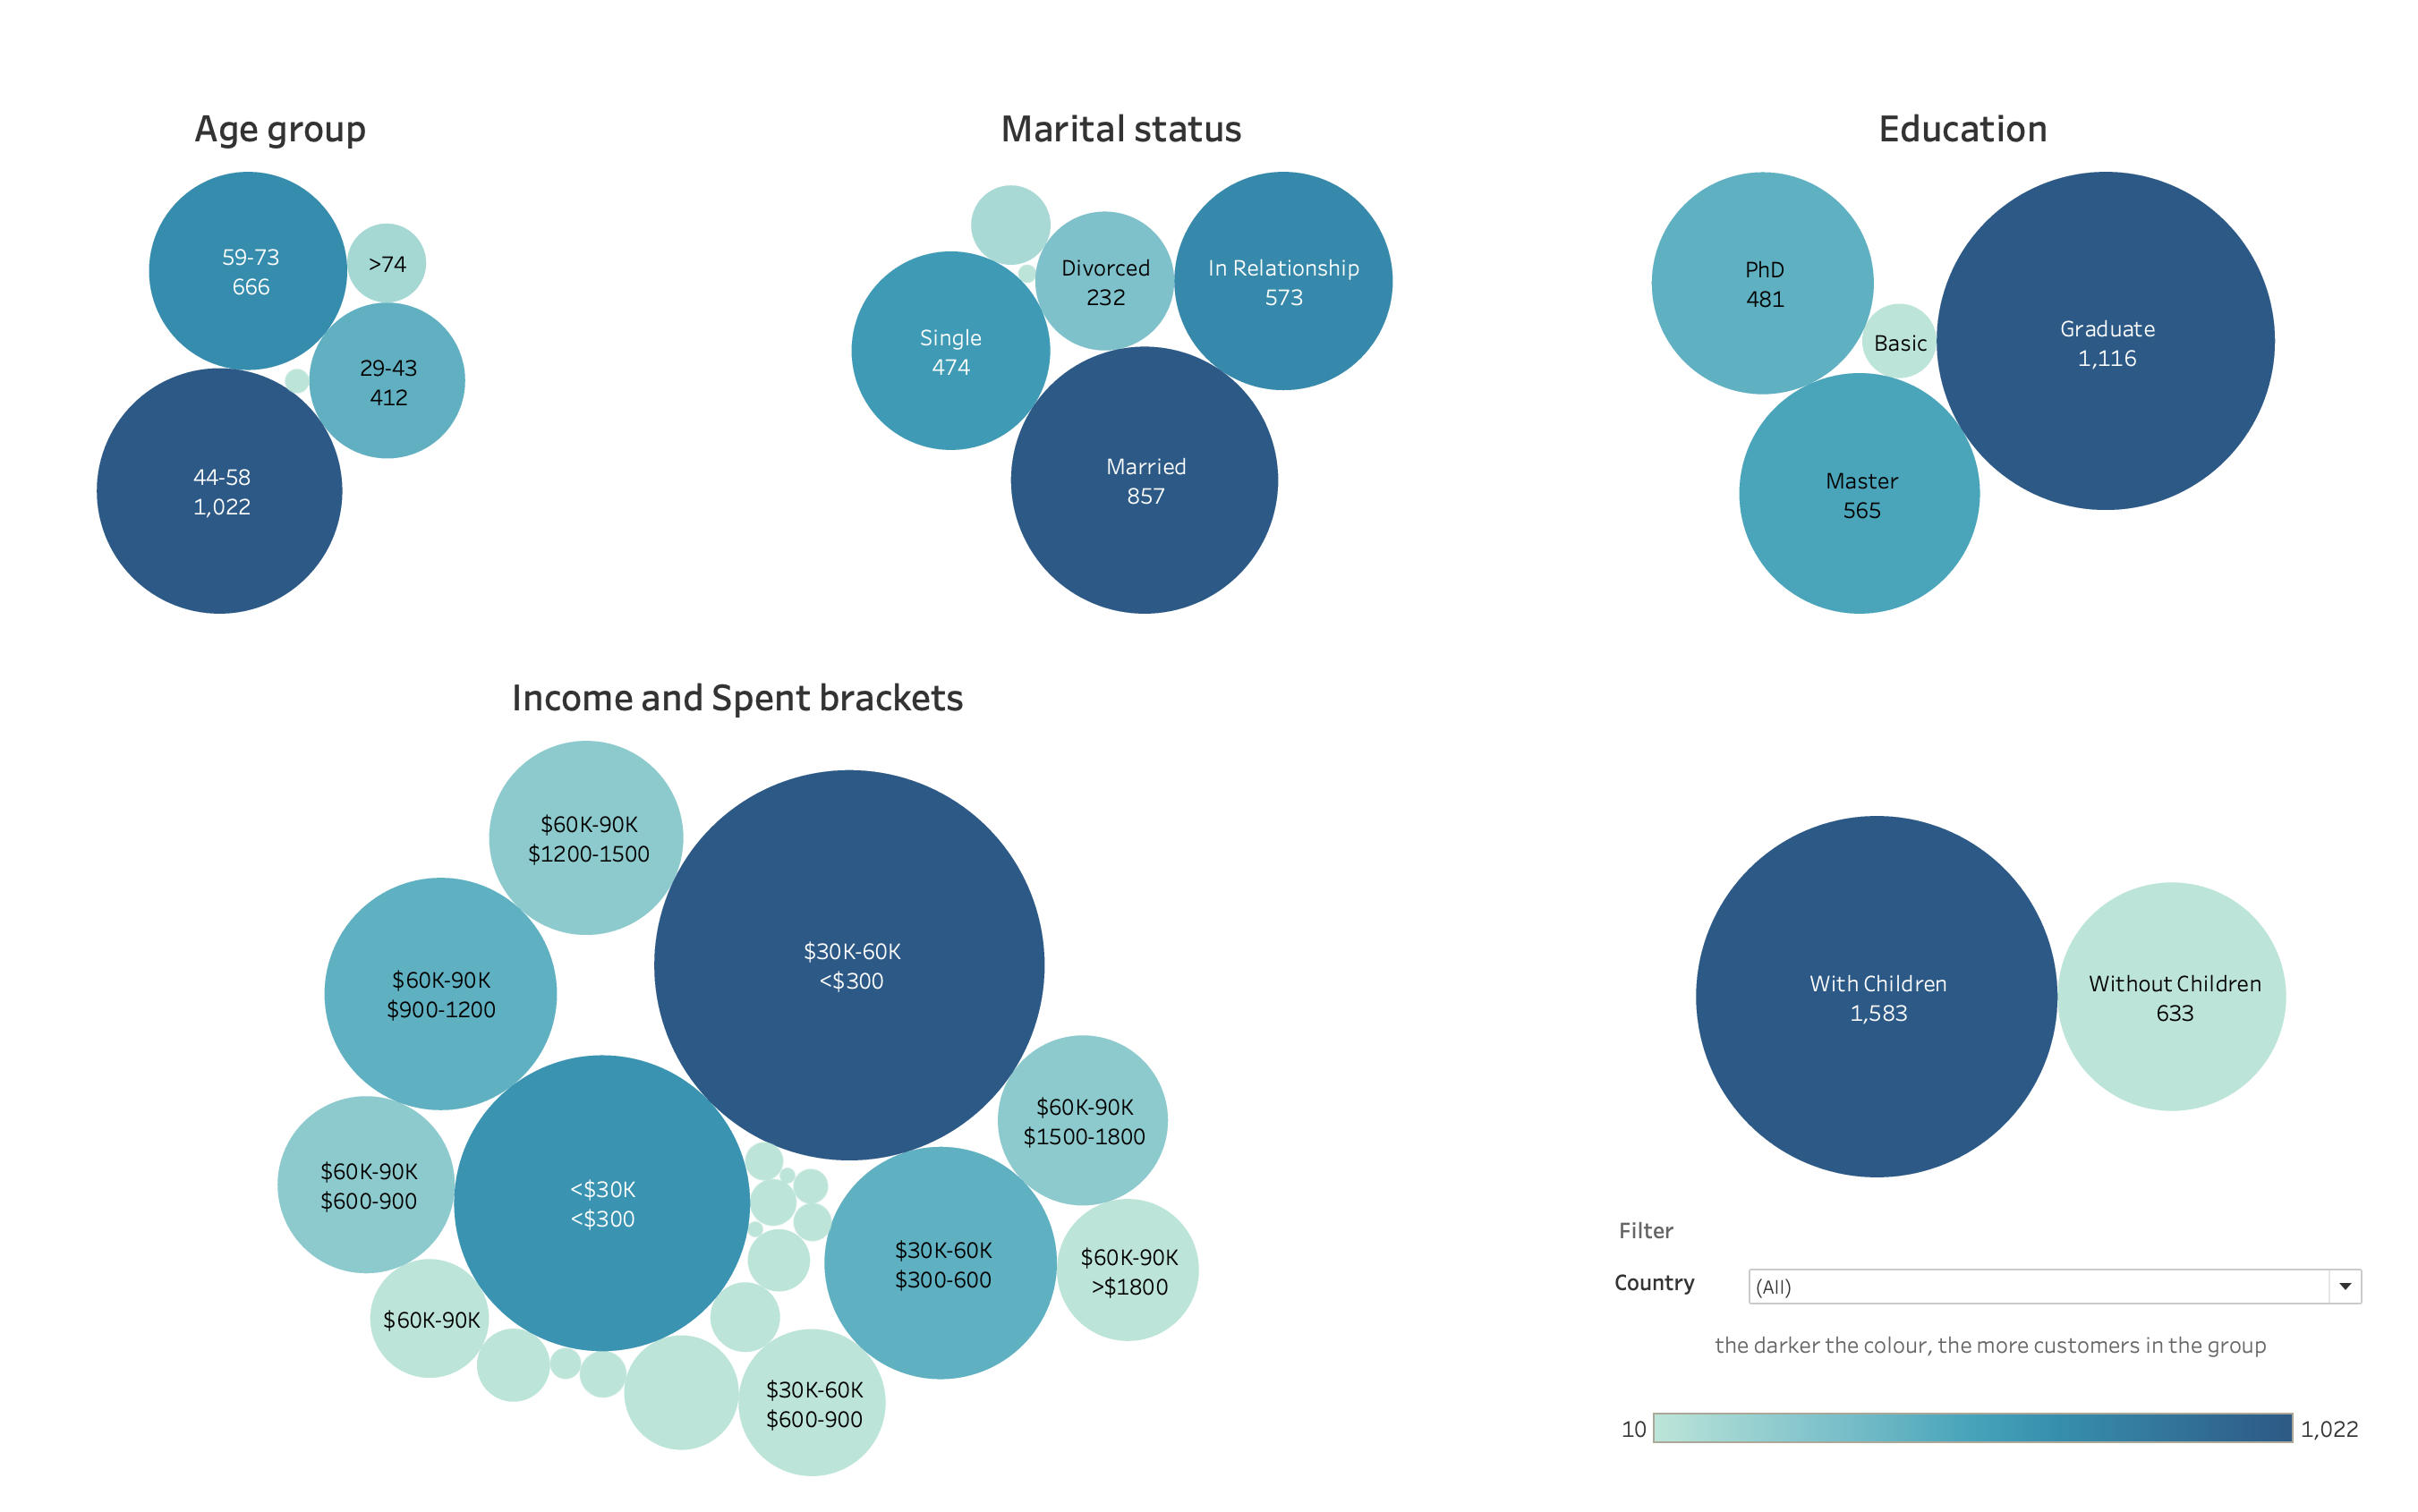 Age group
59-73
666
>74
29-43
412
44-58
1,022
Marital status
Divorced
232
In Relationship
573
Single
474
Married
857
Education
PhD
481
Basic
Graduate
1,116
Master
565
Income and Spent brackets
$60K-90K
$1200-1500
$30K-60K
<$300
$60K-90K
$900-1200
$60K-90K
$1500-1800
$60K-90K
$600-900
<$30K
<$300
$30K-60K
$300-600
$60K-90K
>$1800
$60K-90K
$30K-60K
$600-900
With Children
1,583
Without Children
633
Filter
Country
(All)
the darker the colour, the more customers in the group
10
1,022